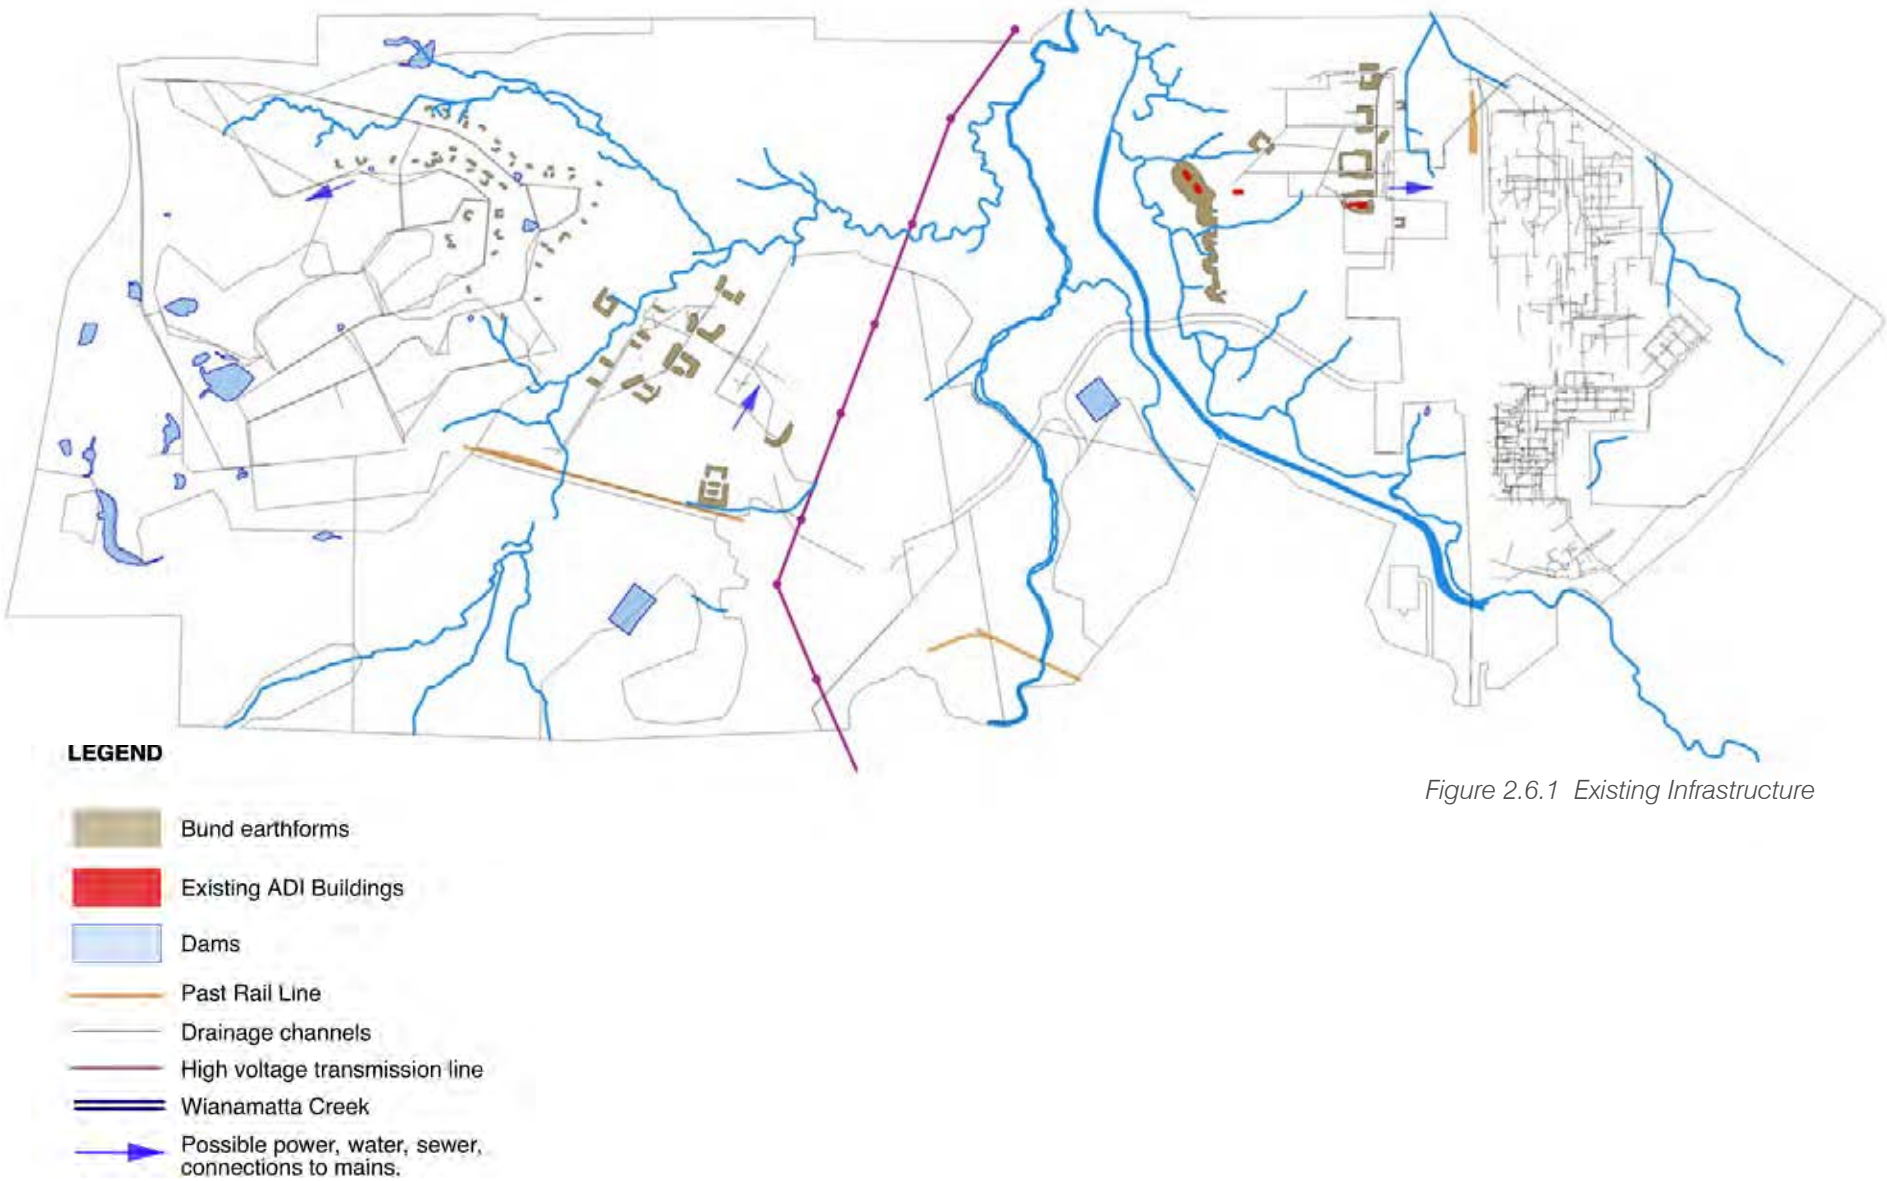 LEGEND
Figure 2.6.1 Existing Infrastructure
Bund earthforms
Existing ADI Buildings
Dams
Past Rail Line
Drainage channels
High voltage transmission line
Wianamatta Creek
Possible power, water, sewer,
connections to mains.